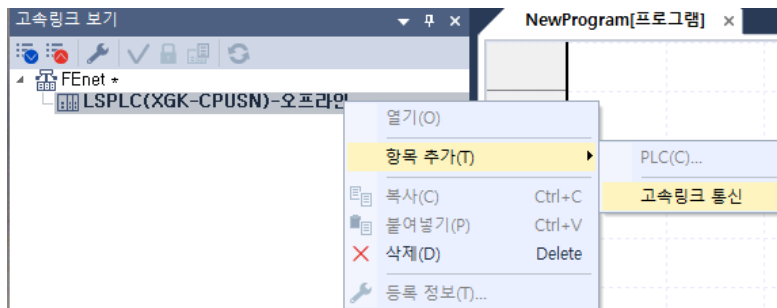 고속링크 보기
NewProgram[프로그램] ×
FEnet *
LSPLC(XGK-CPUSN)-오프라인
열기(O)
항목 추가(T)
PLC(C)...
복사(C) Ctrl+C
고속링크 통신
붙여넣기(P) Ctrl+V
삭제(D) Delete
등록 정보(T)...